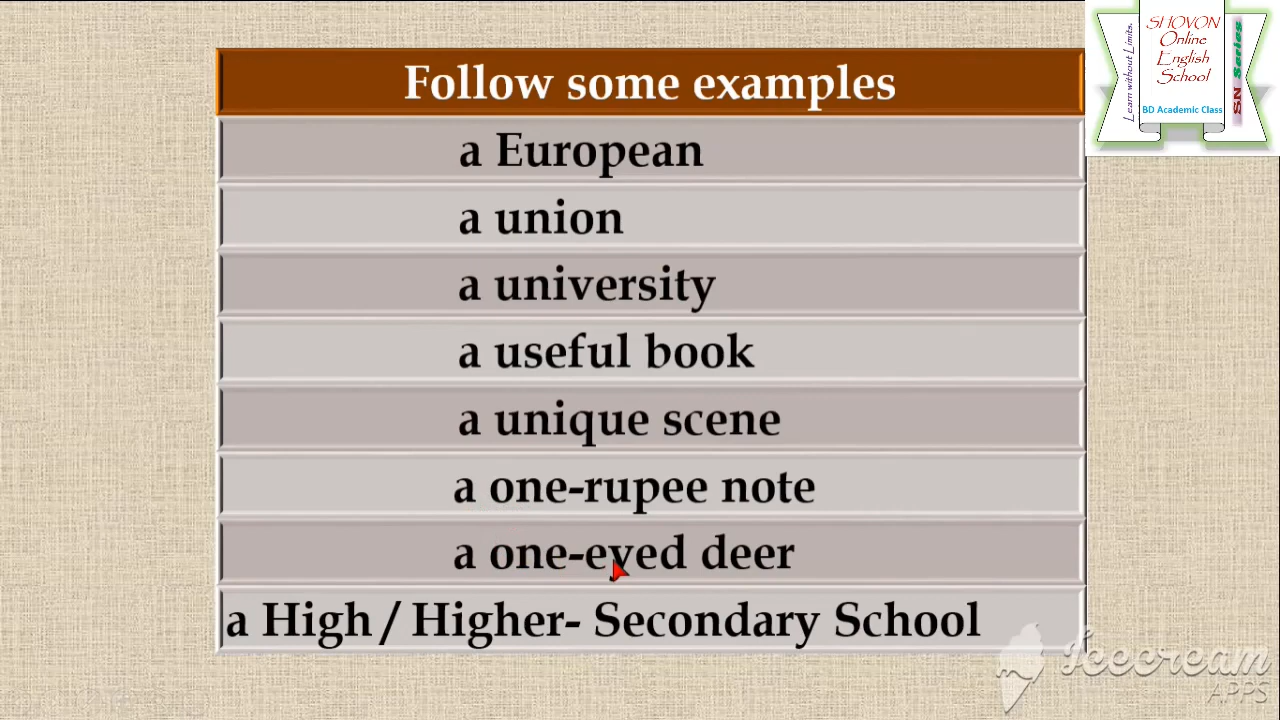 Follow some examples
a European
a union
a university
a useful book
a unique scene
a one-rupee note
a one-eyed deer
a High / Higher- Secondary School
Learn without Limits.
SHOVON
Online
English
School
SN Series
BD Academic Class
Icecream
APPS